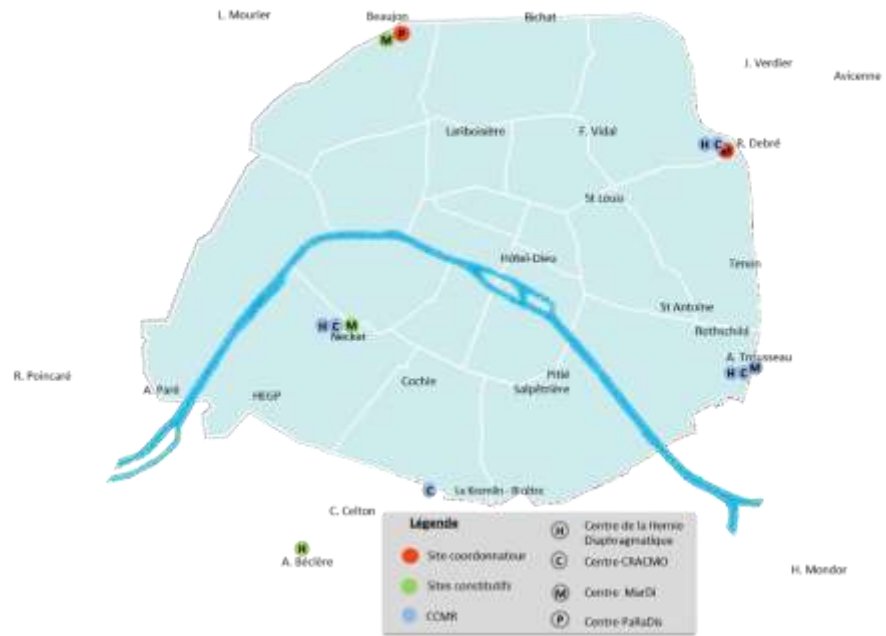 L. Mourier
Beaujon
Bichat
M
P
J. Verdier
Avicenne
Lariboisière
F. Vidal
H
C
R. Debré
St Louis
Hôtel-Dieu
Tenon
St Antoine
Rothschild
H
C
M
Necker
A. Trousseau
H
C
M
R. Poincaré
A. Paré
HEGP
Cochin
Pitié
Salpêtrière
C
Le Kremlin - Bicêtre
C. Celton
H
A. Béclère
H. Mondor
Légende
Site coordonnateur
Sites constitutifs
CCMR
H
Centre de la Hernie
Diaphragmatique
C
Centre CRACMO
M
Centre MarDi
P
Centre PaRaDis